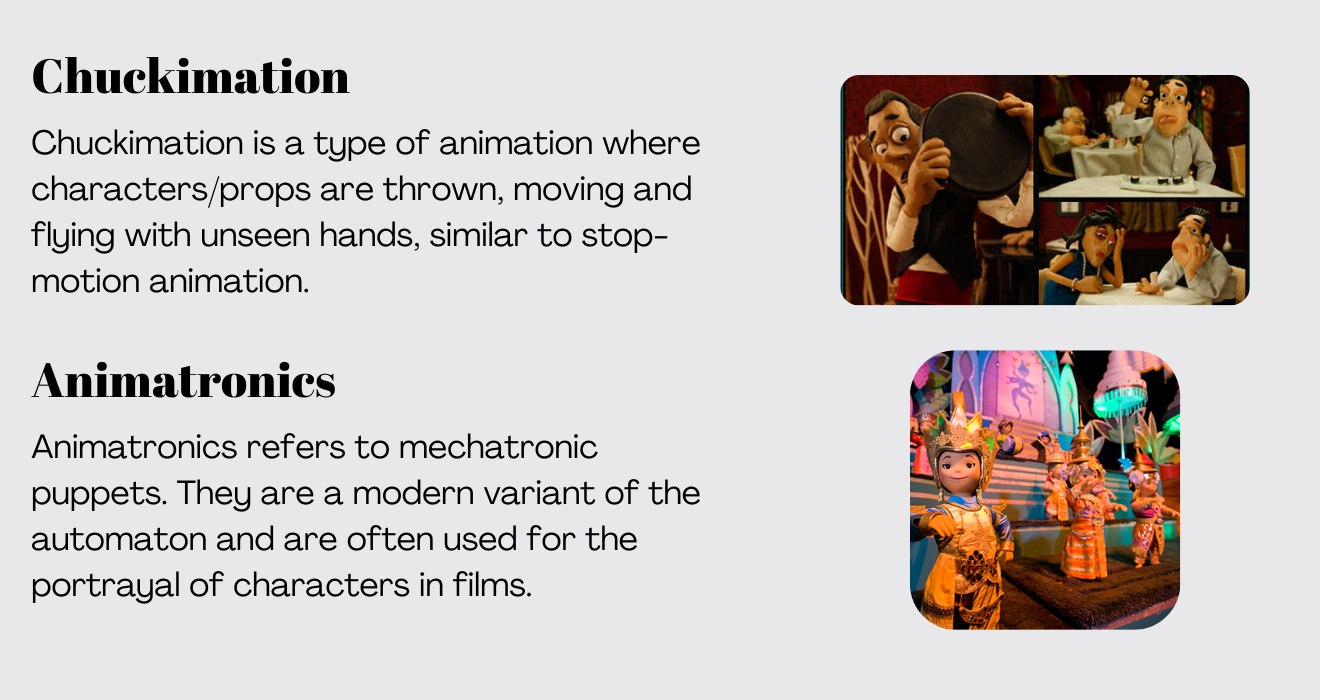 Chuckimation
Chuckimation is a type of animation where
characters/props are thrown, moving and
flying with unseen hands, similar to stop-
motion animation.
Animatronics
Animatronics refers to mechatronic
puppets. They are a modern variant of the
automaton and are often used for the
portrayal of characters in films.